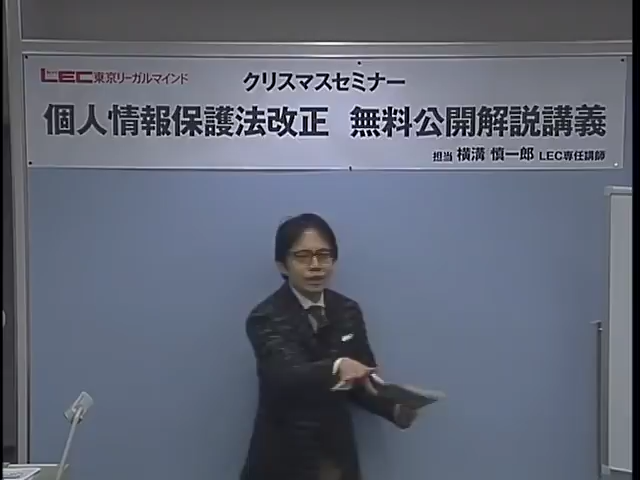 LEC東京リーガルマインド
クリスマスセミナー
個人情報保護法改正 無料公開解説講義
担当 横溝 慎一郎 LEC専任講師